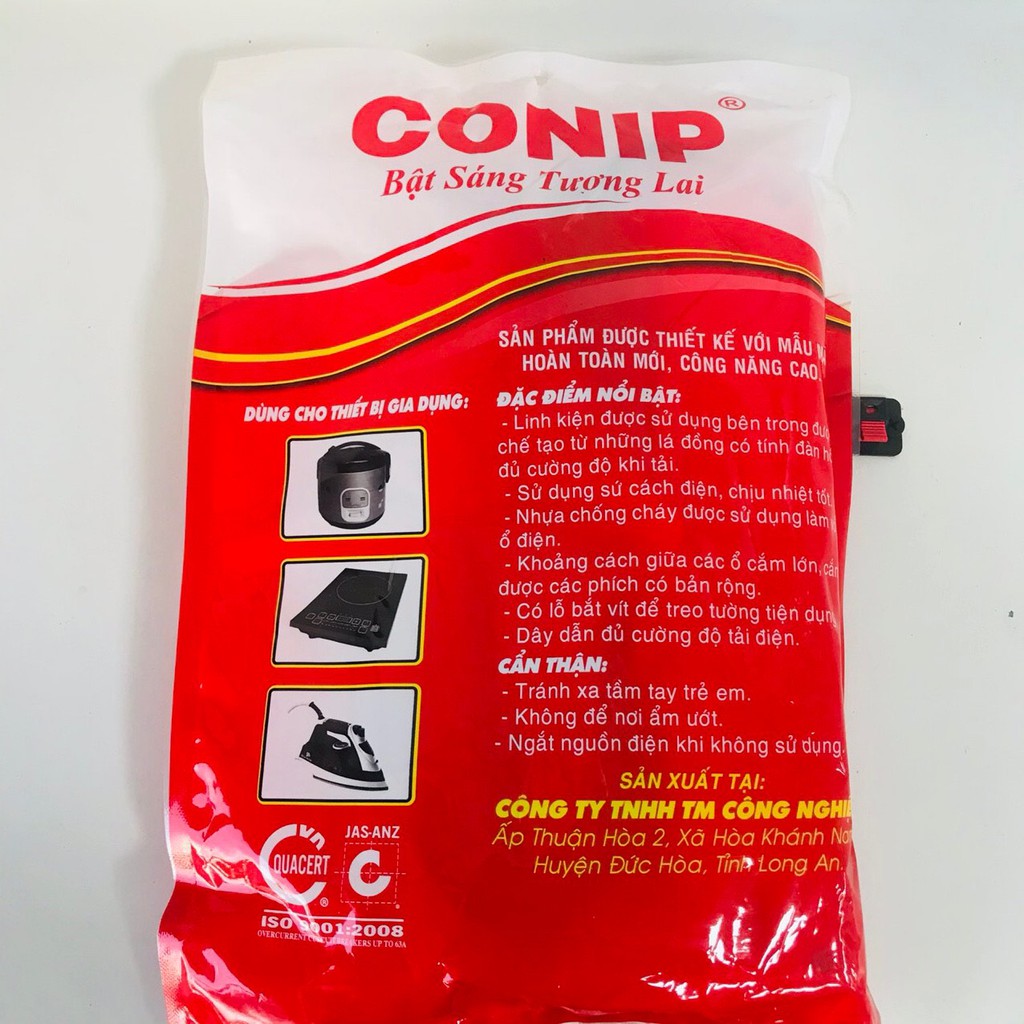 CONIP®
Bật Sáng Tương Lai
SẢN PHẨM ĐƯỢC THIẾT KẾ VỚI MẪU
HOÀN TOÀN MỚI, CÔNG NĂNG CAO
DÙNG CHO THIẾT BỊ GIA DỤNG:
ĐẶC ĐIỂM NỔI BẬT:
- Linh kiện được sử dụng bên trong
chế tạo từ những lá đồng có tính đàn
đủ cường độ khi tải.
- Sử dụng sứ cách điện, chịu nhiệt tốt
- Nhựa chống cháy được sử dụng làm
ổ điện.
- Khoảng cách giữa các ổ cắm lớn, cắm
được các phích có bản rộng.
- Có lỗ bắt vít để treo tường tiện dụng
- Dây dẫn đủ cường độ tải điện.
CẨN THẬN:
- Tránh xa tầm tay trẻ em.
- Không để nơi ẩm ướt.
- Ngắt nguồn điện khi không sử dụng.
SẢN XUẤT TẠI:
CÔNG TY TNHH TM CÔNG
Ấp Thuận Hòa 2, Xã Hòa Khánh
Huyện Đức Hòa, Tỉnh Long An.
QUACERT ®
JAS-ANZ
®
ISO 9001:2008
OVERCURRENT UP TO 63A